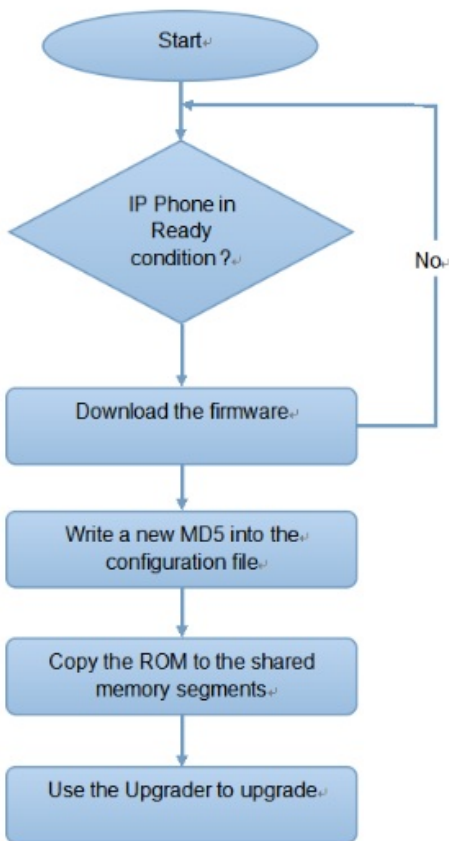 Start
IP Phone in
Ready
condition ?
No
Download the firmware
Write a new MD5 into the
configuration file
Copy the ROM to the shared
memory segments
Use the Upgrader to upgrade